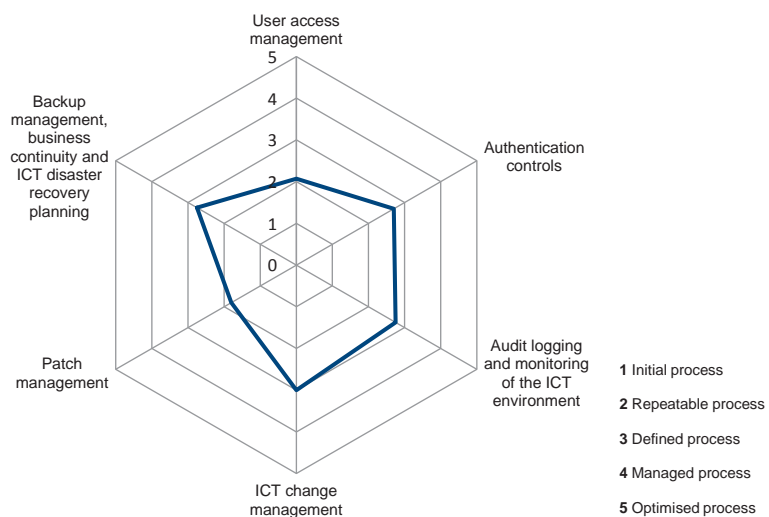 User access
management
5
4
3
2
1
0
Backup
management,
business
continuity and
ICT disaster
recovery
planning
Authentication
controls
Patch
management
Audit logging
and monitoring
of the ICT
environment
ICT change
management
1 Initial process
2 Repeatable process
3 Defined process
4 Managed process
5 Optimised process